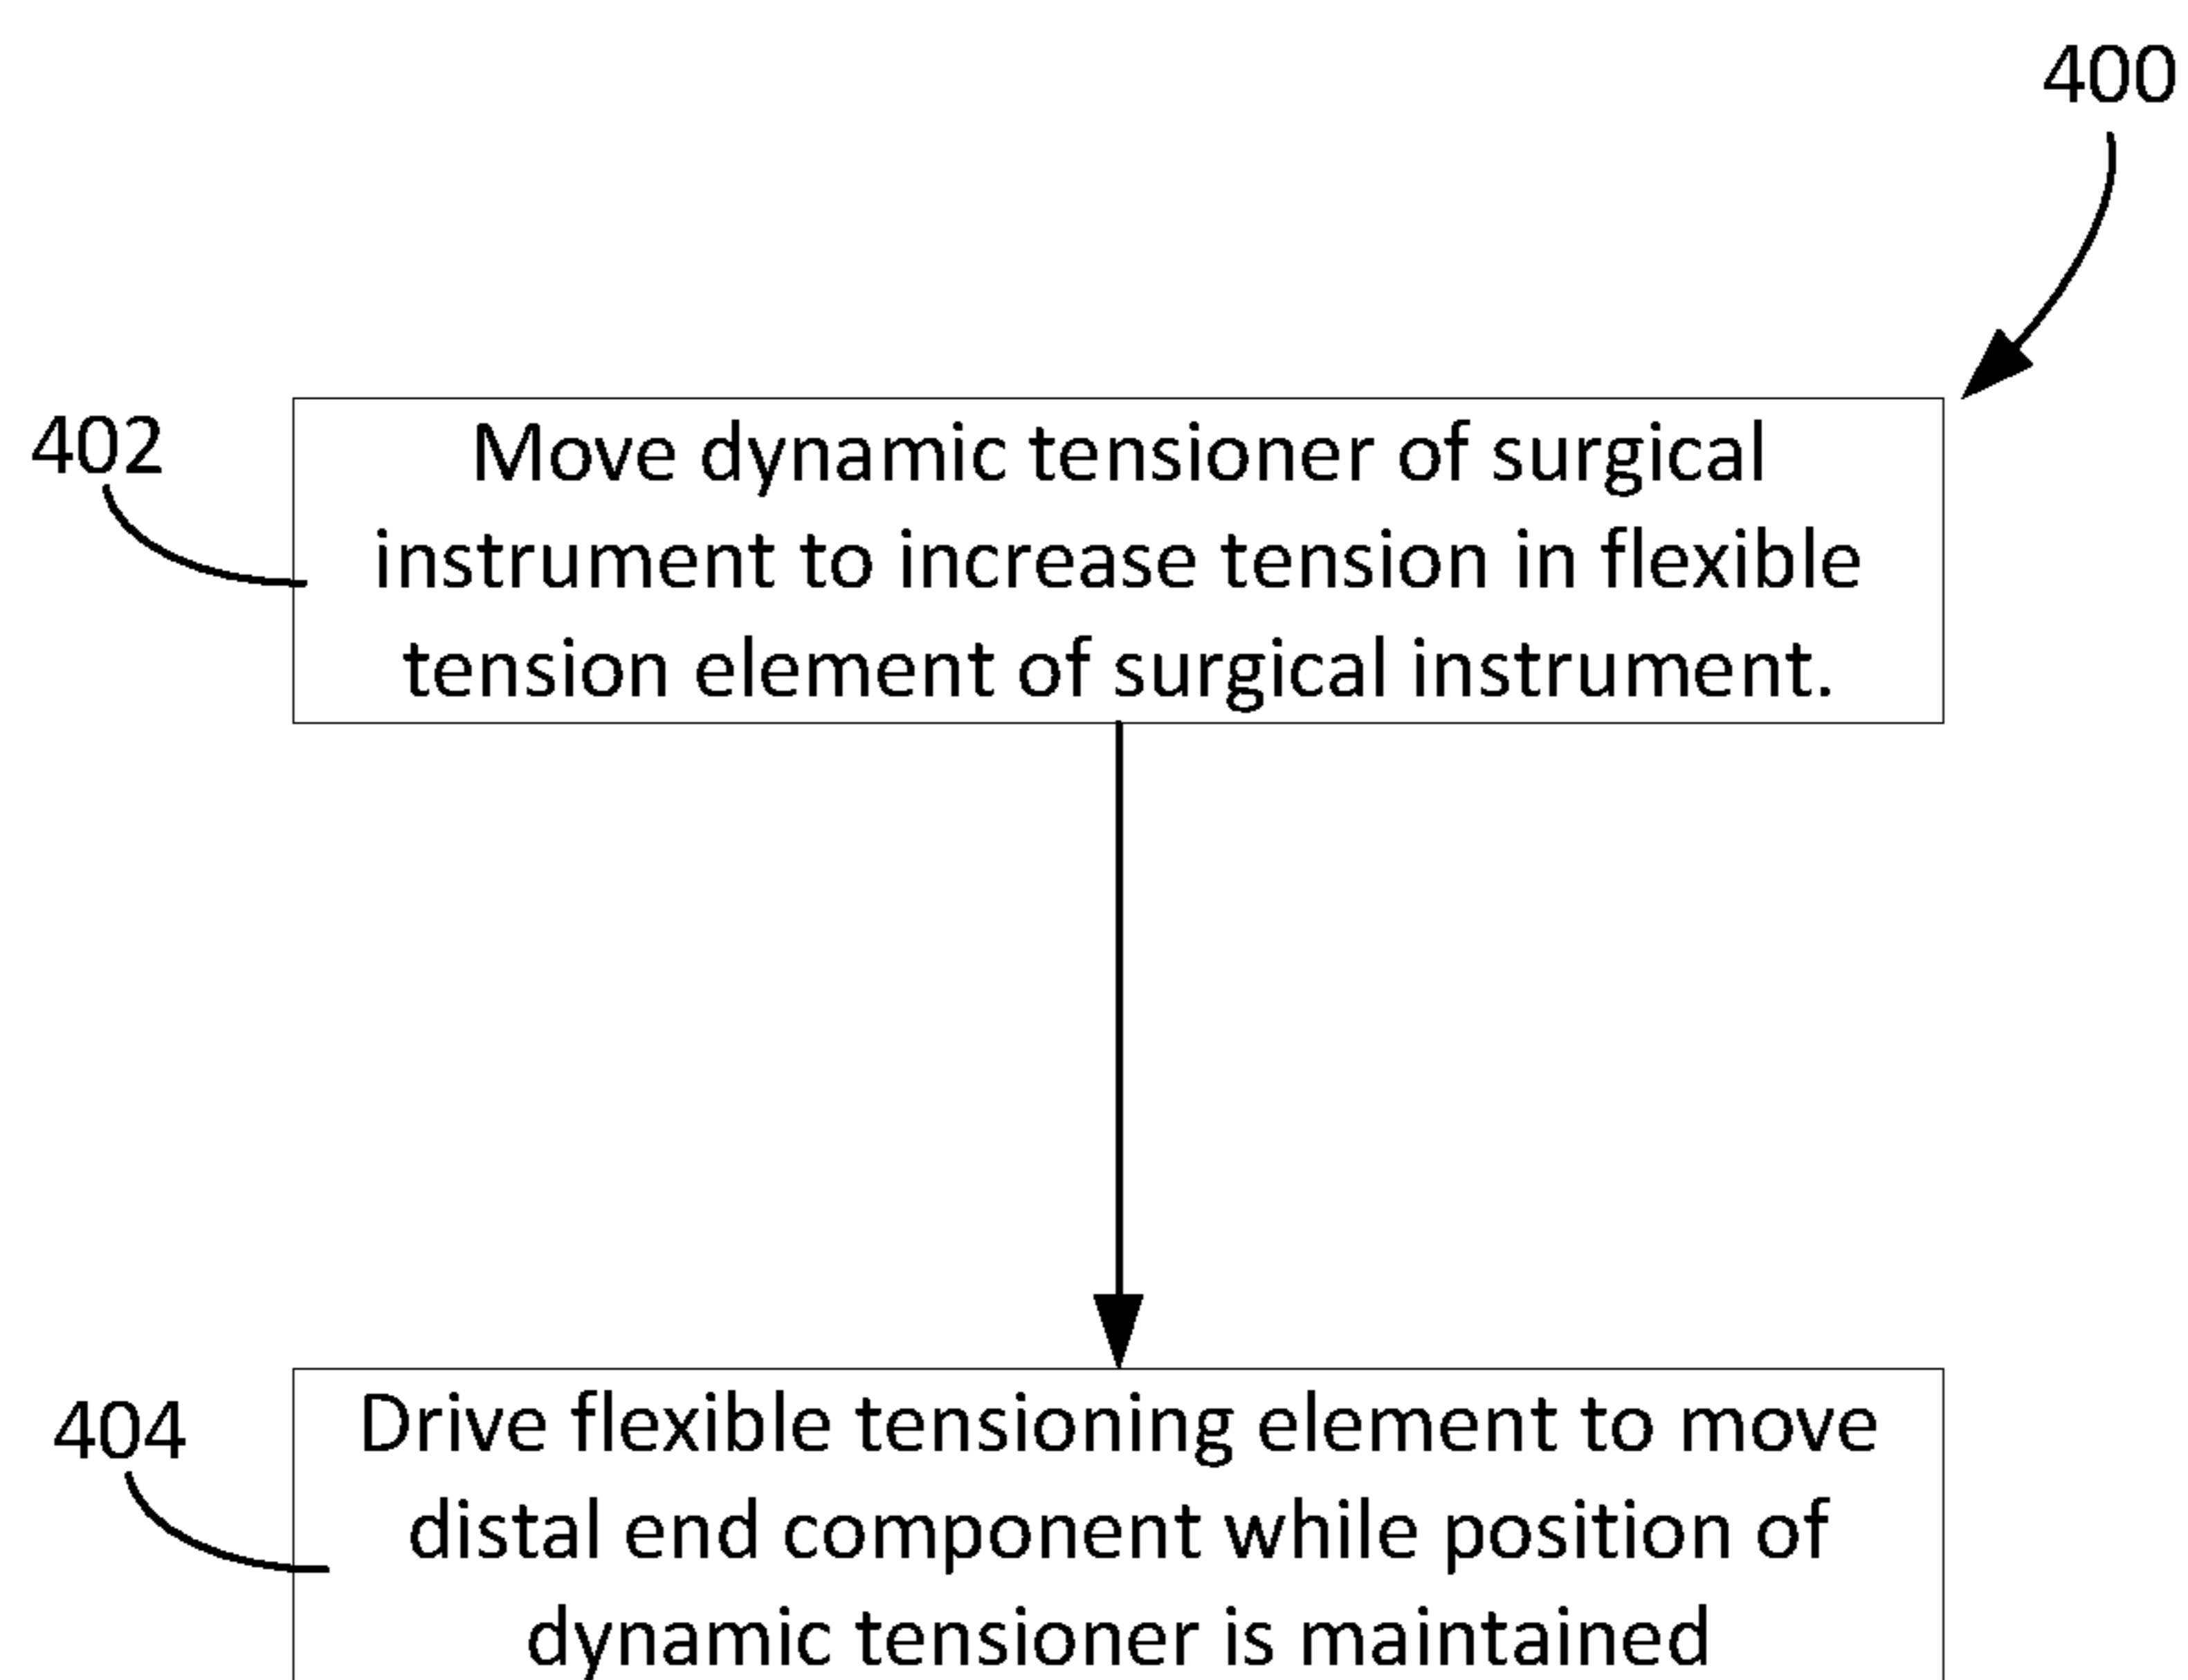 400
402
Move dynamic tensioner of surgical
instrument to increase tension in flexible
tension element of surgical instrument.
404
Drive flexible tensioning element to move
distal end component while position of
dynamic tensioner is maintained